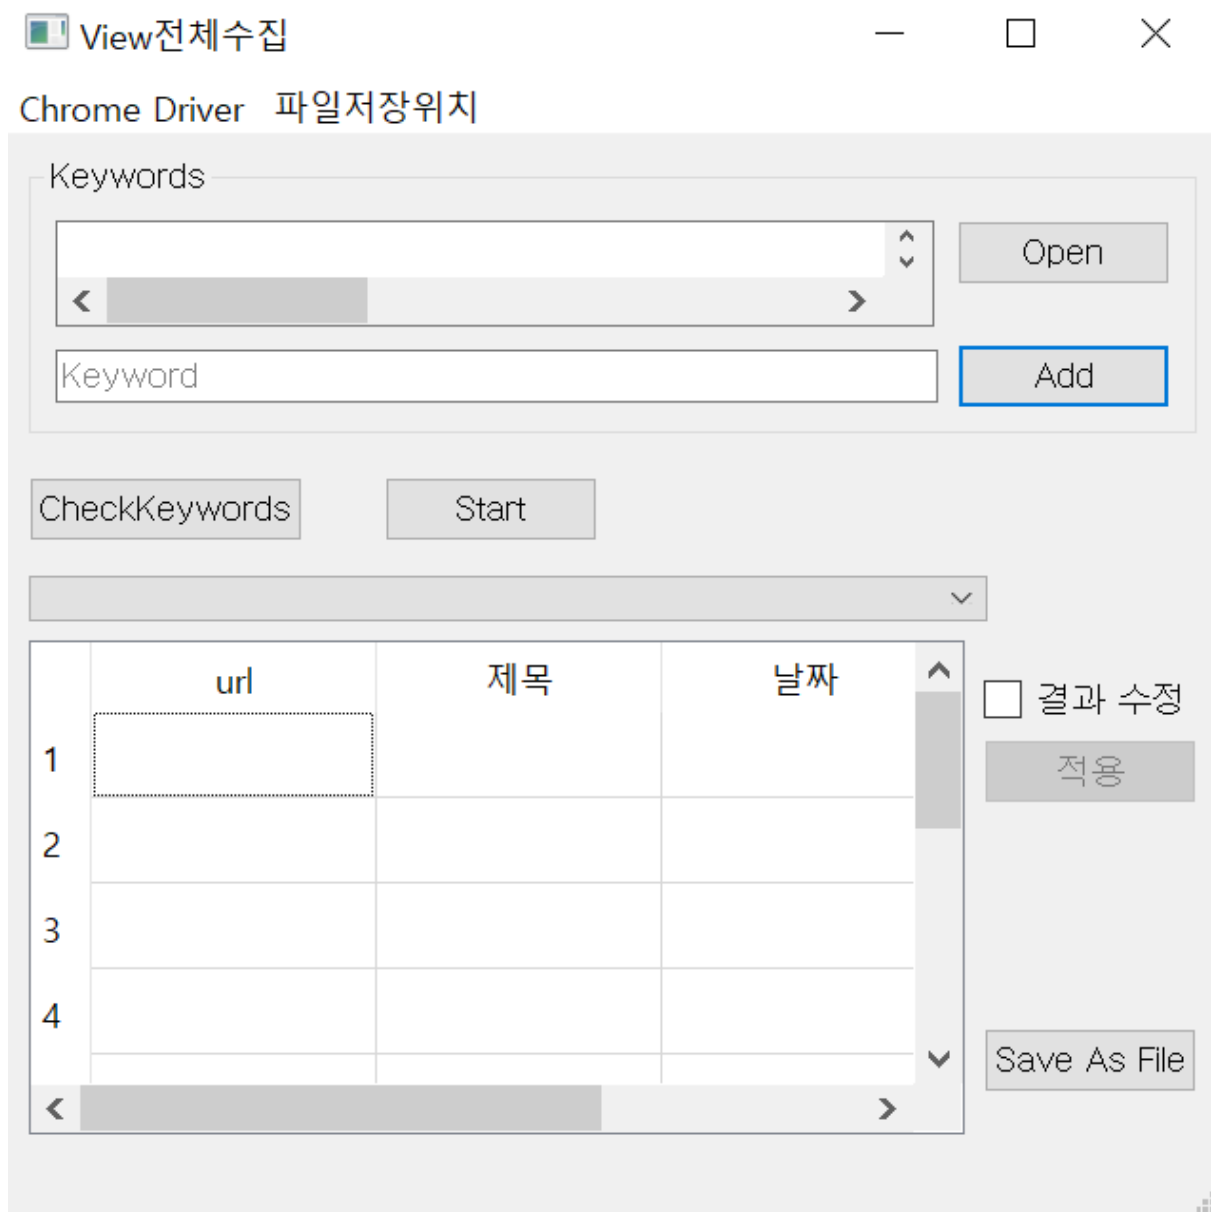 View전체수집
Chrome Driver 파일저장위치
Keywords
Open
Keyword
Add
CheckKeywords
Start
url 제목 날짜
결과 수정
1
적용
2
3
4
Save As File